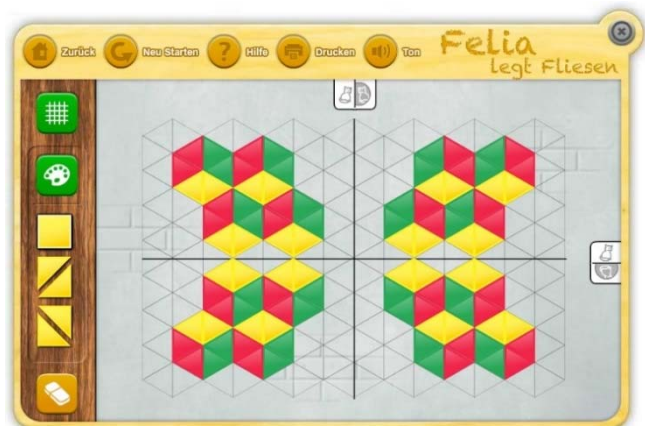 Zurück
Neu Starten
?
Hilfe
Drucken
Ton
Felia
legt Fliesen